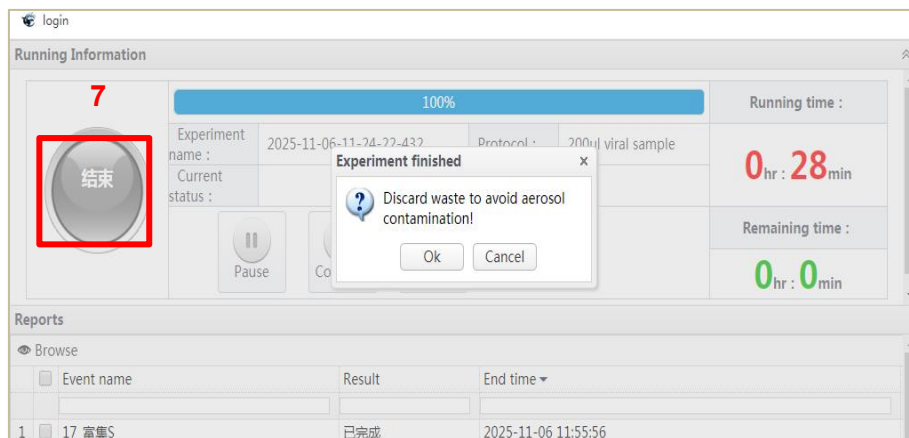 login
Running Information
7
100%
Running time :
结束
Experiment name :
2025-11-06-11-24-22-432
Protocol :
200ul viral sample
Current status :
Experiment finished
x
Discard waste to avoid aerosol
contamination!
Ok
Cancel
0hr : 28min
Pause
Co
Remaining time :
0hr : 0min
Reports
Browse
Event name
Result
End time
1
17 富集S
已完成
2025-11-06 11:55:56